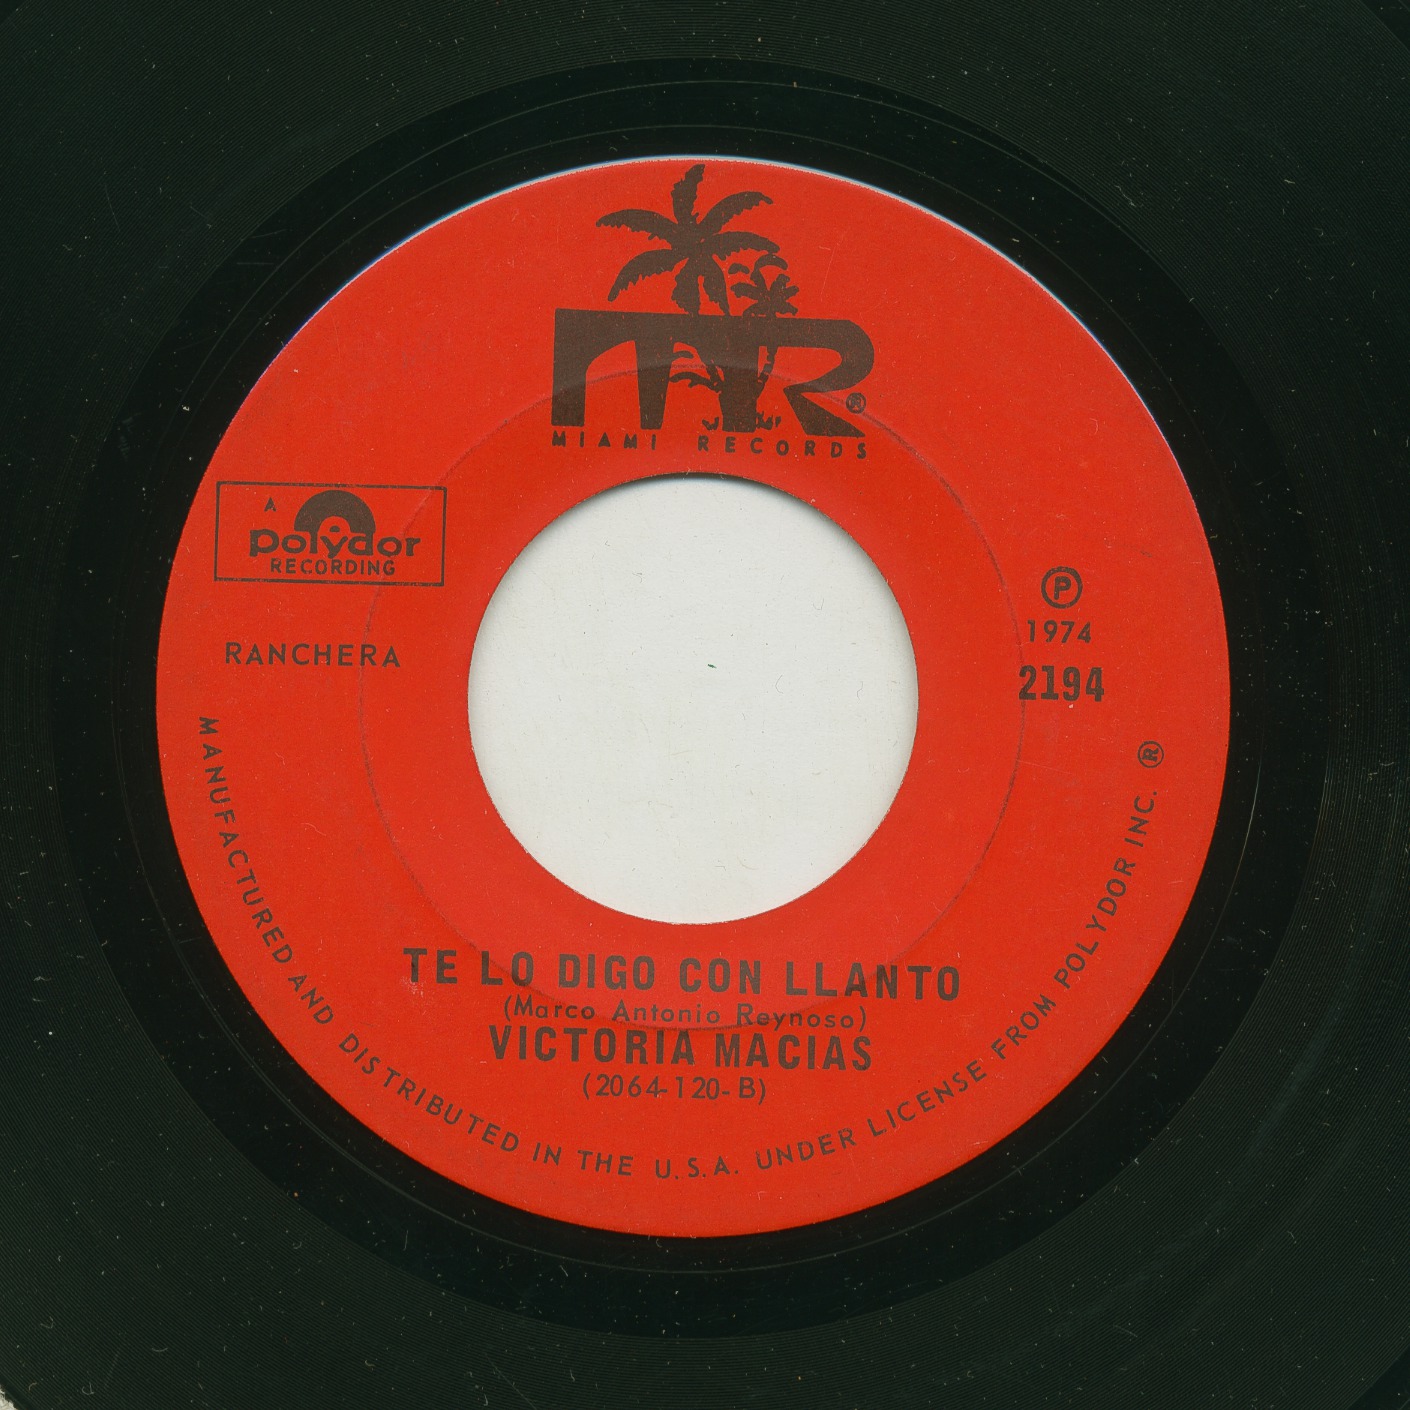 MR ®
MIAMI RECORDS
A
polydor
RECORDING
RANCHERA
Ⓟ
1974
2194
TE LO DIGO CON LLANTO
(Marco Antonio Reynoso)
VICTORIA MACIAS
(2064-120-B)
MANUFACTURED AND DISTRIBUTED IN THE U.S.A. UNDER LICENSE FROM POLYDOR INC. ®